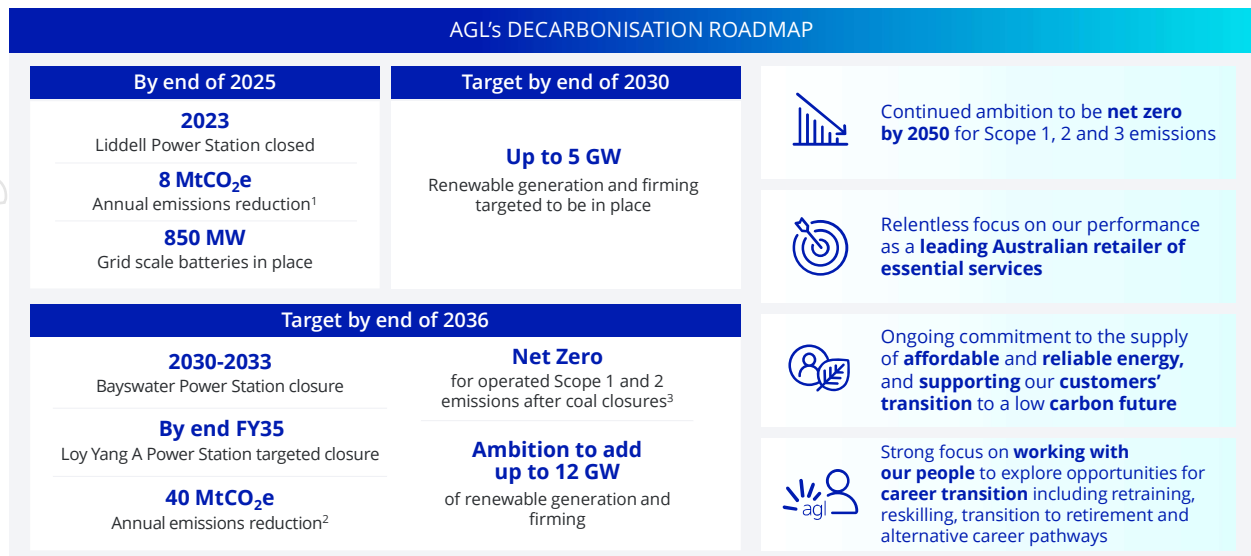 AGL's DECARBONISATION ROADMAP
By end of 2025
2023
Liddell Power Station closed
8 MtCO₂e
Annual emissions reduction¹
850 MW
Grid scale batteries in place
Target by end of 2030
Up to 5 GW
Renewable generation and firming
targeted to be in place
Target by end of 2036
2030-2033
Bayswater Power Station closure
By end FY35
Loy Yang A Power Station targeted closure
40 MtCO₂e
Annual emissions reduction²
Net Zero
for operated Scope 1 and 2
emissions after coal closures³
Ambition to add
up to 12 GW
of renewable generation and
firming
Continued ambition to be net zero
by 2050 for Scope 1, 2 and 3 emissions
Relentless focus on our performance
as a leading Australian retailer of
essential services
Ongoing commitment to the supply
of affordable and reliable energy,
and supporting our customers'
transition to a low carbon future
agl
Strong focus on working with
our people to explore opportunities for
career transition including retraining,
reskilling, transition to retirement and
alternative career pathways